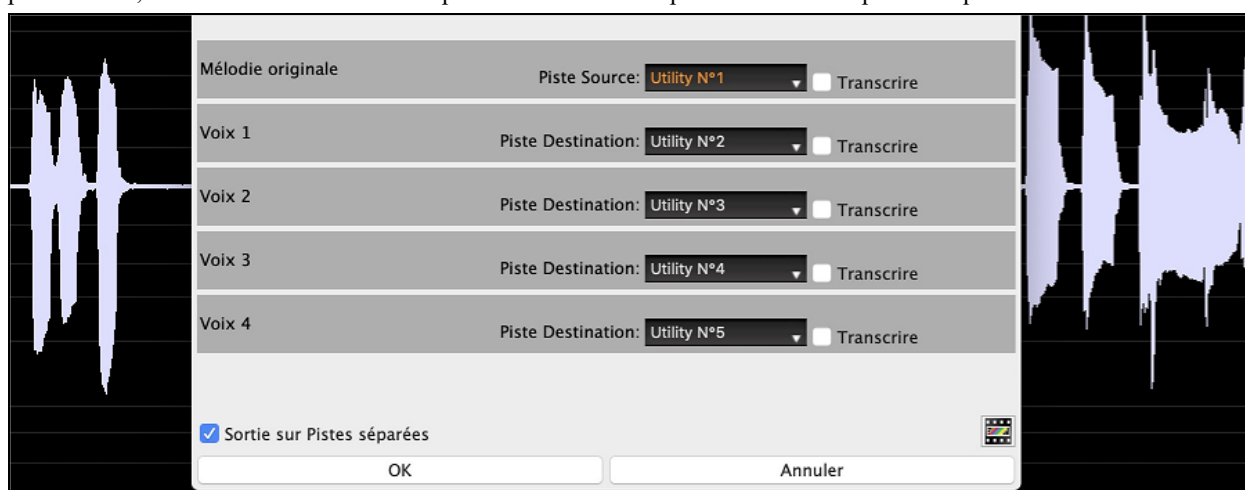 Mélodie originale Piste Source: Utility N°1 Transcrire
Voix 1 Piste Destination: Utility N°2 Transcrire
Voix 2 Piste Destination: Utility N°3 Transcrire
Voix 3 Piste Destination: Utility N°4 Transcrire
Voix 4 Piste Destination: Utility N°5 Transcrire
Sortie sur Pistes séparées
OK Annuler